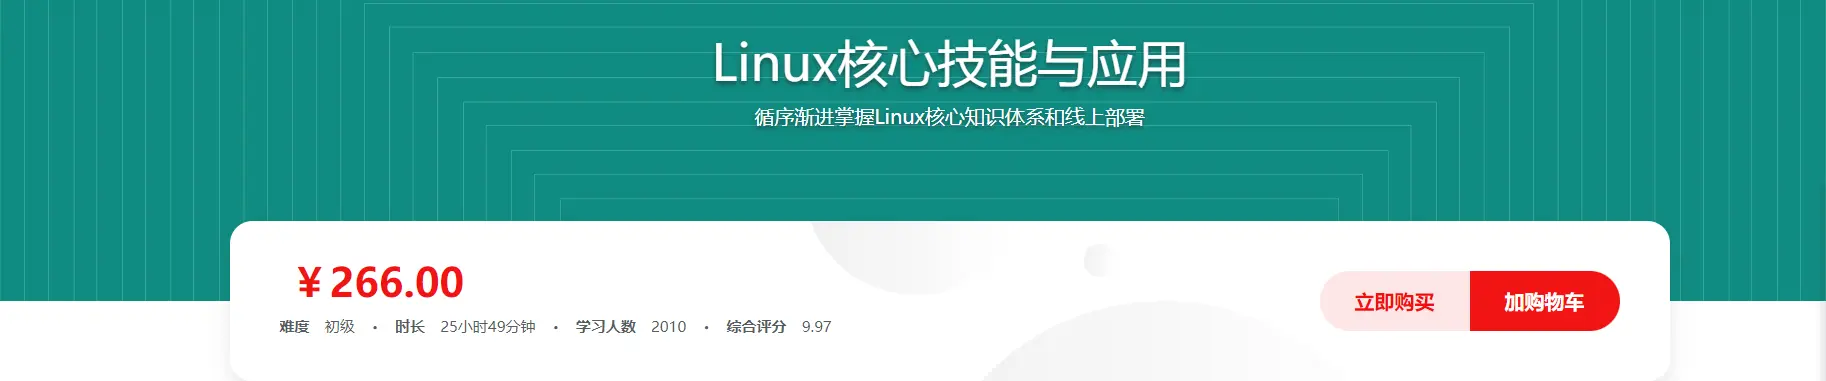 Linux核心技能与应用
循序渐进掌握Linux核心知识体系和线上部署
￥266.00
立即购买 加购物车
难度 初级 • 时长 25小时49分钟 • 学习人数 2010 • 综合评分 9.97